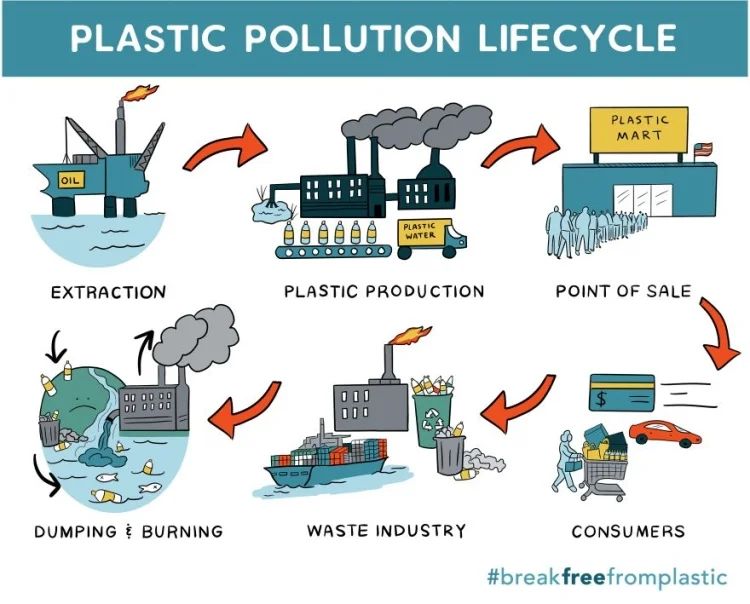 PLASTIC POLLUTION LIFECYCLE
OIL
PLASTIC
WATER
PLASTIC
MART
EXTRACTION
PLASTIC PRODUCTION
POINT OF SALE
$
DUMPING & BURNING
WASTE INDUSTRY
CONSUMERS
#breakfreefromplastic